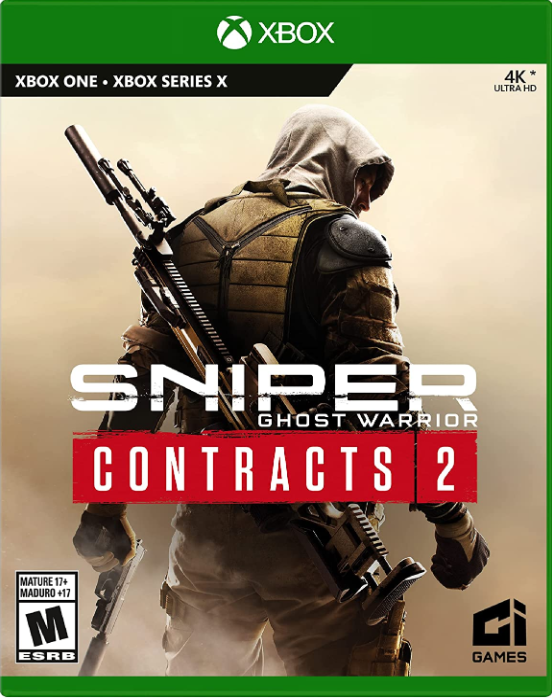 XBOX
XBOX ONE • XBOX SERIES X
4K *
ULTRA HD
SNIPER
GHOST WARRIOR
CONTRACTS 2
MATURE 17+
MADURO +17
M
ESRB
CI
GAMES